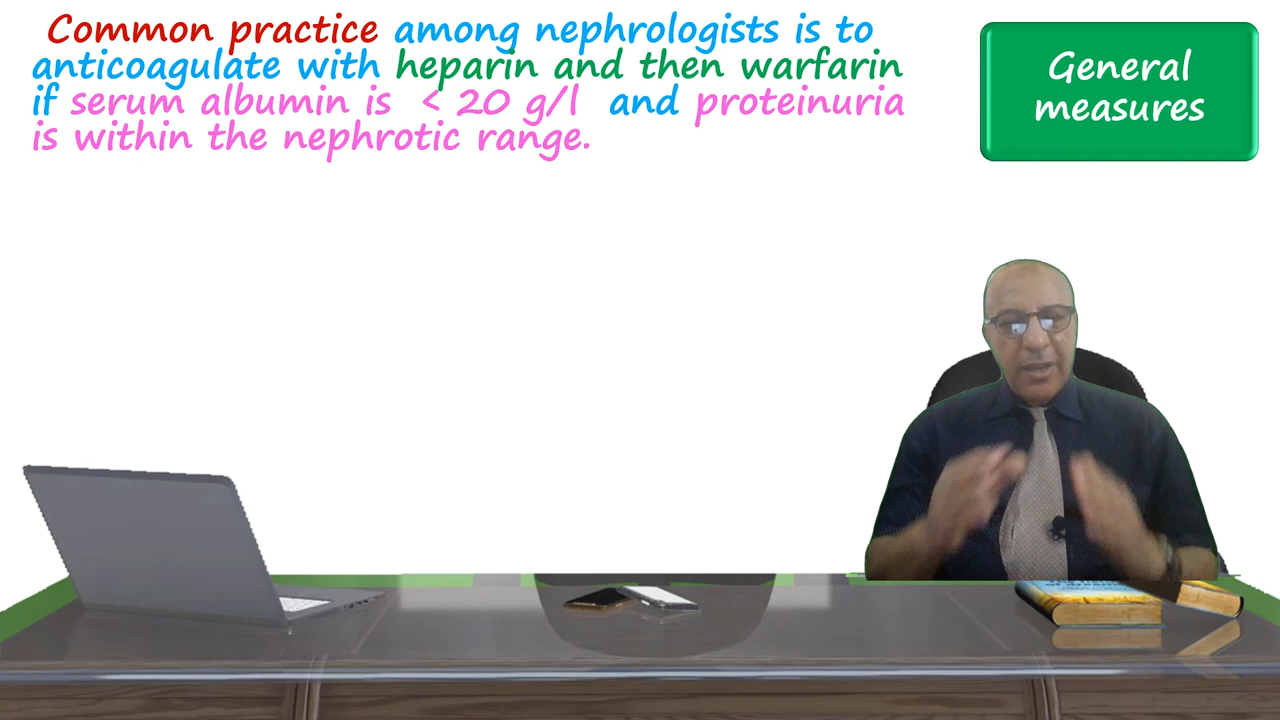 Common practice among nephrologists is to
anticoagulate with heparin and then warfarin
if serum albumin is < 20 g/l and proteinuria
is within the nephrotic range.
General
measures